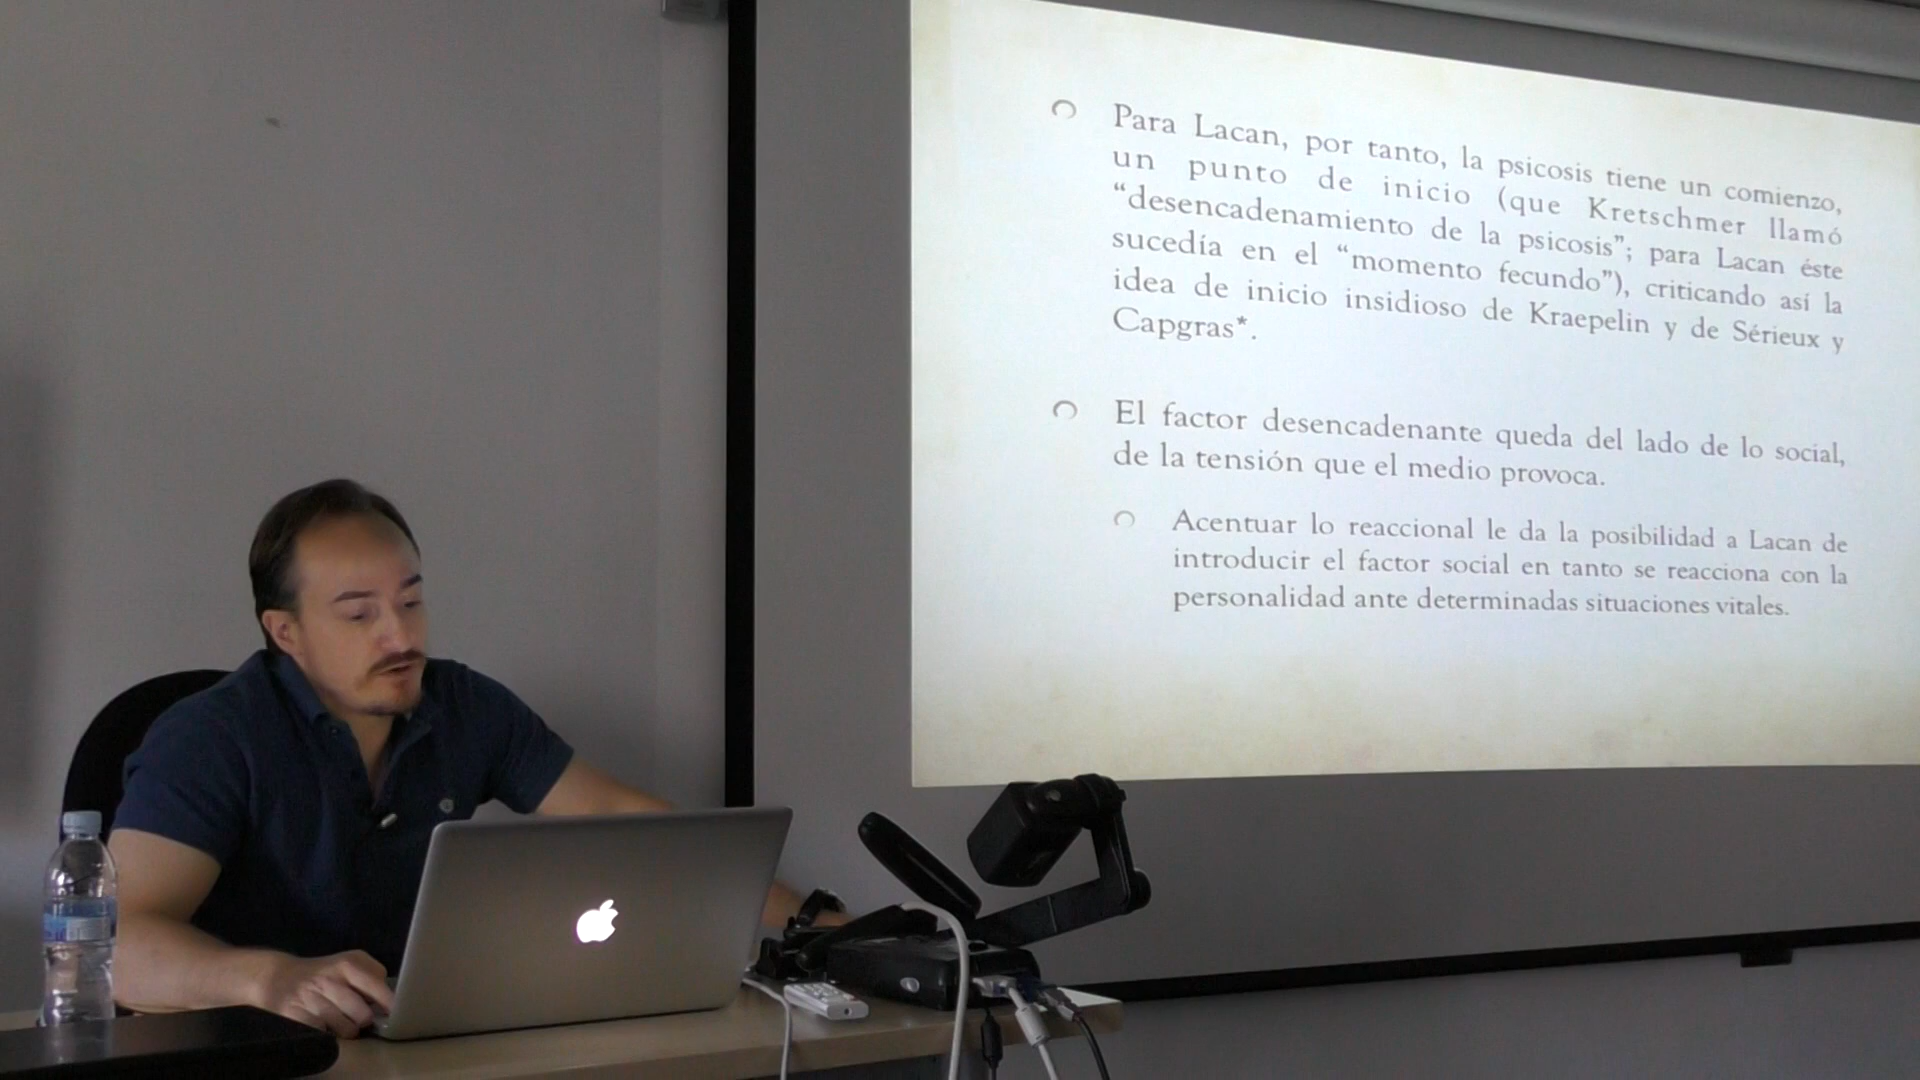 Para Lacan, por tanto, la psicosis tiene un comienzo,
un punto de inicio (que Kretschmer llamó
“desencadenamiento de la psicosis”; para Lacan éste
sucedía en el “momento fecundo”), criticando así la
idea de inicio insidioso de Kraepelin y de Sérieux y
Capgras*.
El factor desencadenante queda del lado de lo social,
de la tensión que el medio provoca.
Acentuar lo reaccional le da la posibilidad a Lacan de
introducir el factor social en tanto se reacciona con la
personalidad ante determinadas situaciones vitales.